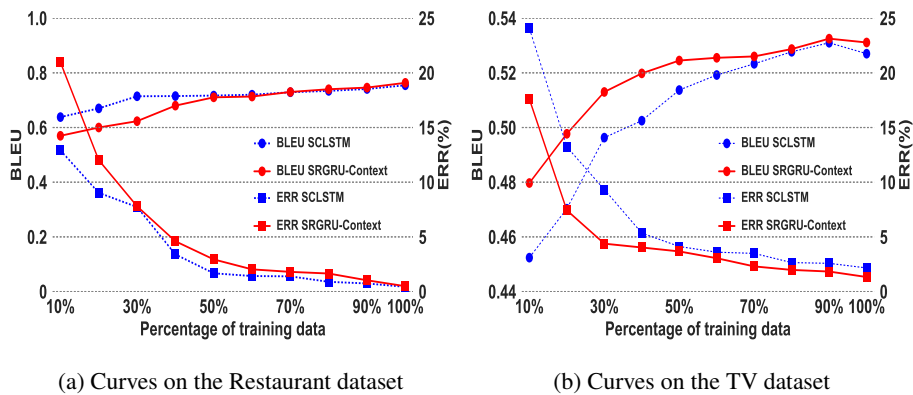 1.0
0.8
0.6
0.4
0.2
0
BLEU
25
20
15
10
5
0
ERR(%)
BLEU SCLSTM
BLEU SRGRU-Context
ERR SCLSTM
ERR SRGRU-Context
10% 30% 50% 70% 90% 100%
Percentage of training data
(a) Curves on the Restaurant dataset
0.54
0.52
0.50
0.48
0.46
0.44
BLEU
25
20
15
10
5
0
ERR(%)
BLEU SCLSTM
BLEU SRGRU-Context
ERR SCLSTM
ERR SRGRU-Context
10% 30% 50% 70% 90% 100%
Percentage of training data
(b) Curves on the TV dataset